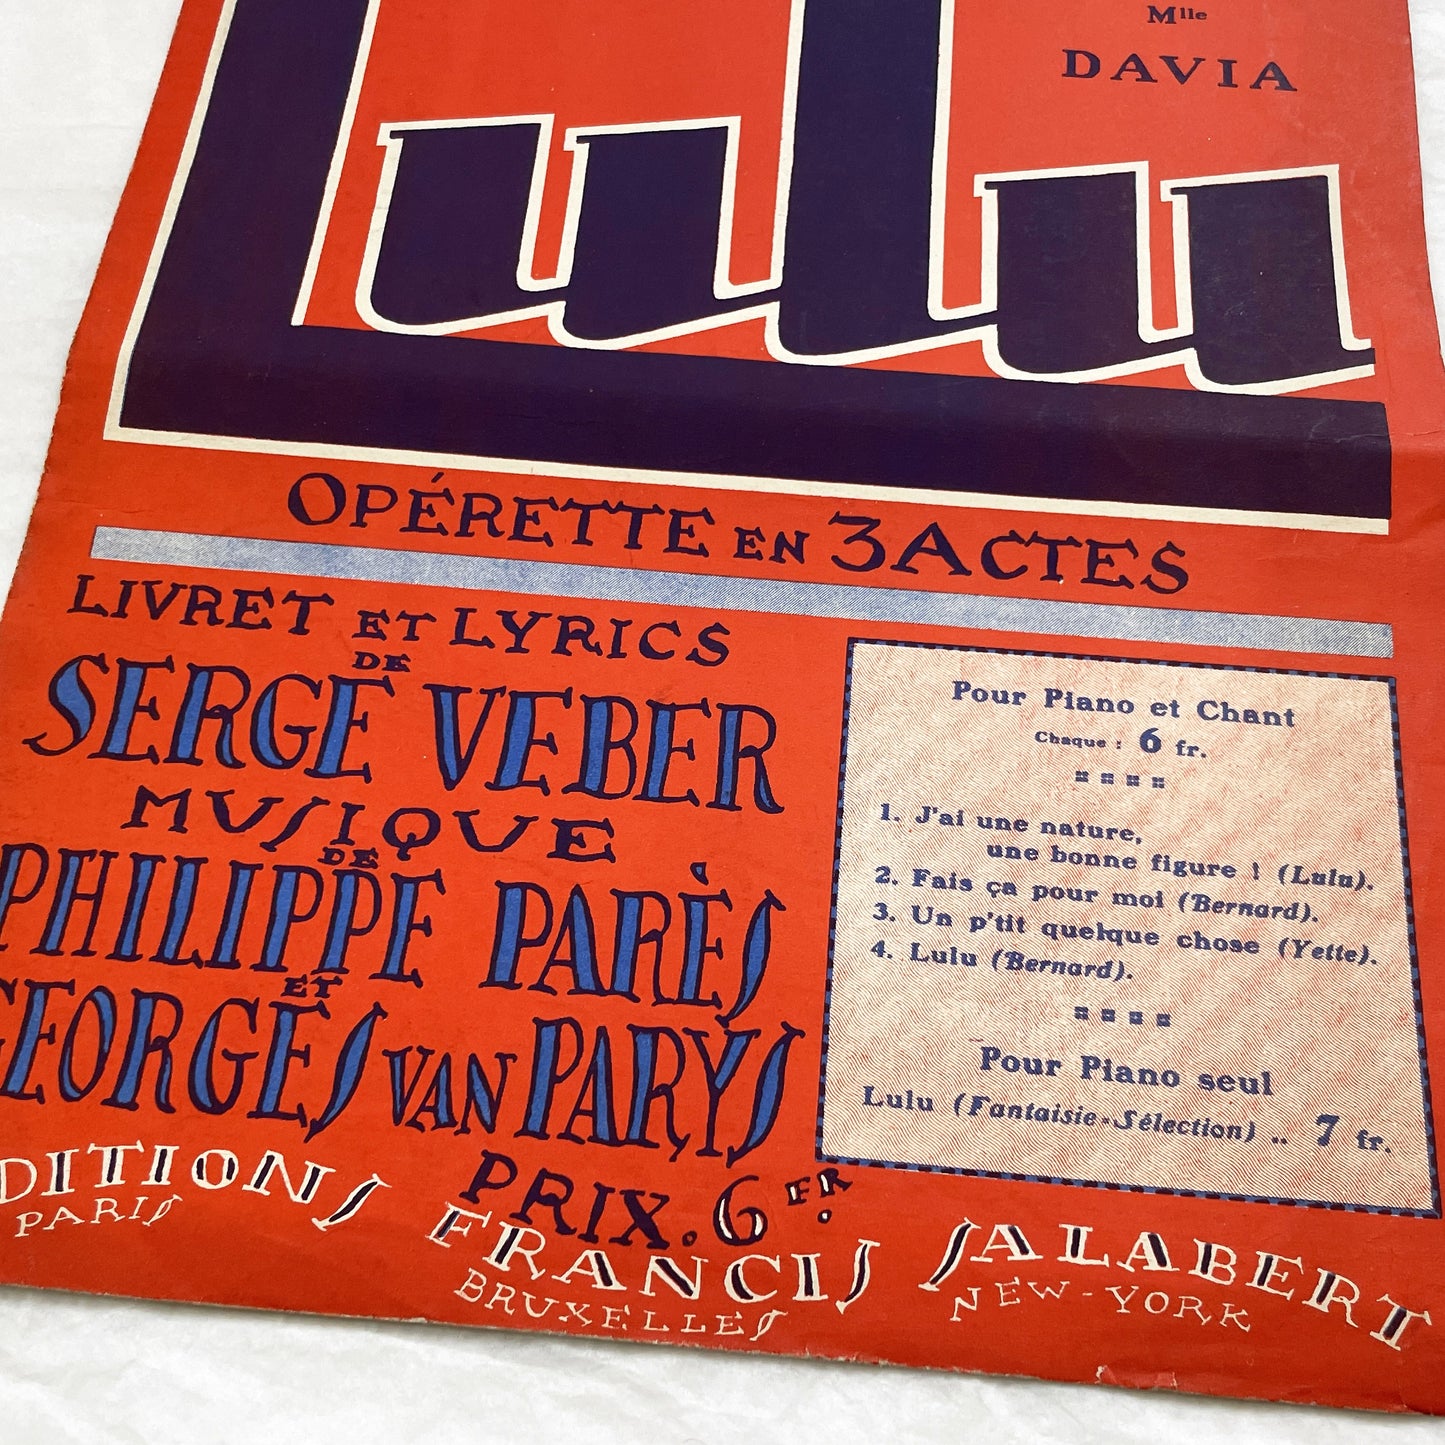 Mlle
DAVIA
Lulu
OPÉRETTE EN 3 ACTES
LIVRET ET LYRICS
DE
SERGE VEBER
MUSIQUE
DE
PHILIPPE PARÈS
ET
GEORGES VAN PARYS
PRIX. 6 FR.
DITIONS FRANCIS SALABERT
PARIS BRUXELLES NEW-YORK
Pour Piano et Chant
Chaque : 6 fr.
1. J'ai une nature,
une bonne figure ! (Lulu).
2. Fais ça pour moi (Bernard).
3. Un p'tit quelque chose (Yette).
4. Lulu (Bernard).
Pour Piano seul
Lulu (Fantaisie-Sélection) .. 7 fr.